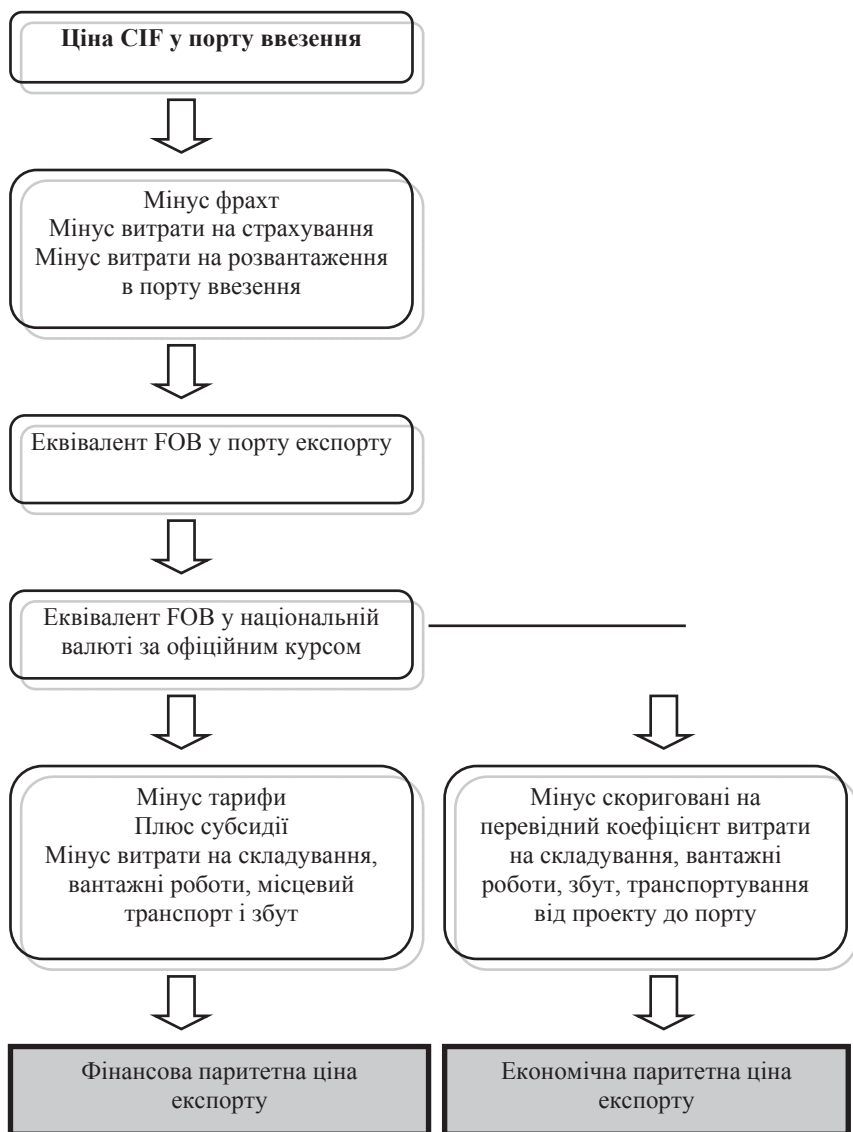 Ціна CIF у порту ввезення
Мінус фрахт
Мінус витрати на страхування
Мінус витрати на розвантаження
в порту ввезення
Еквівалент FOB у порту експорту
Еквівалент FOB у національній
валюті за офіційним курсом
Мінус тарифи
Плюс субсидії
Мінус витрати на складування,
вантажні роботи, місцевий
транспорт і збут
Мінус скориговані на
перевідний коефіцієнт витрати
на складування, вантажні
роботи, збут, транспортування
від проекту до порту
Фінансова паритетна ціна
експорту
Економічна паритетна ціна
експорту